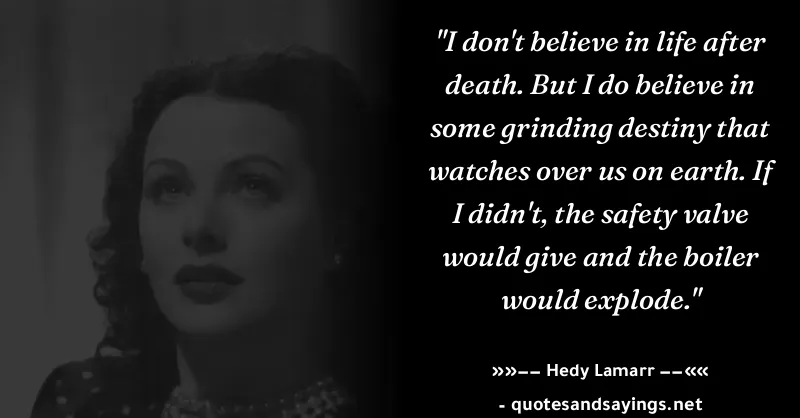 "I don't believe in life after
death. But I do believe in
some grinding destiny that
watches over us on earth. If
I didn't, the safety valve
would give and the boiler
would explode."
»»−− Hedy Lamarr −−««
- quotesandsayings.net